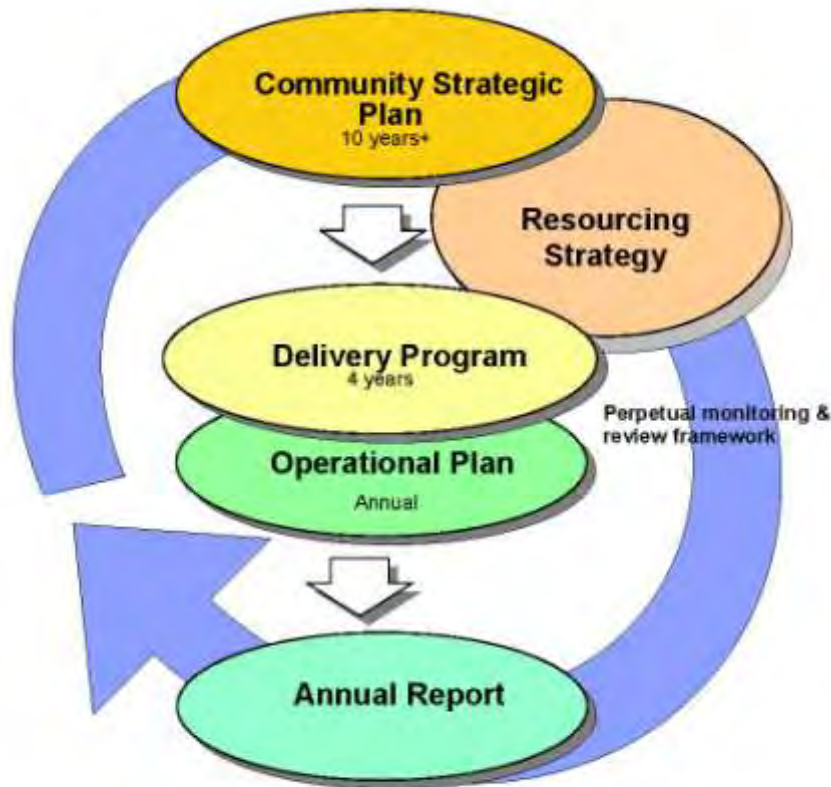 Community Strategic
Plan
10 years+
Resourcing
Strategy
Delivery Program
4 years
Perpetual monitoring &
review framework
Operational Plan
Annual
Annual Report